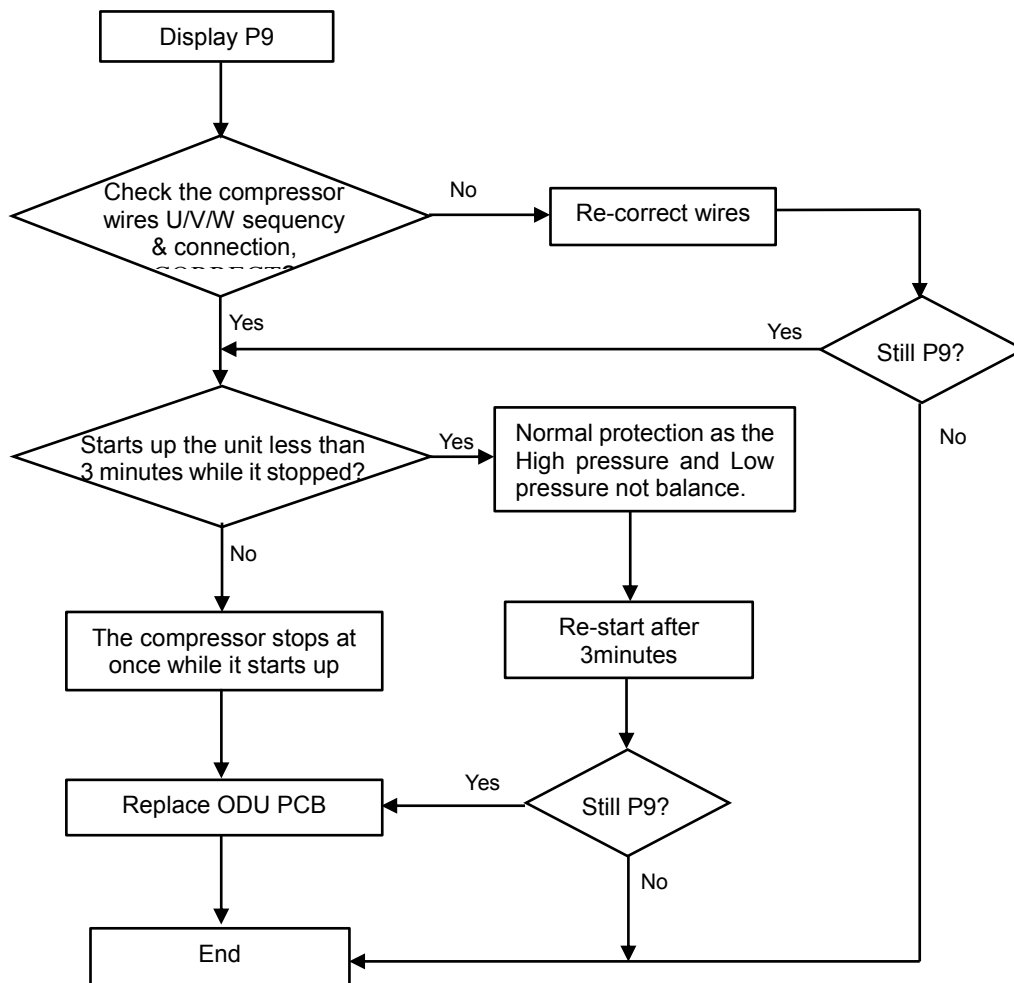 Display P9
Check the compressor
wires U/V/W sequency
& connection,
No
Re-correct wires
Yes
Yes
Still P9?
Starts up the unit less than
3 minutes while it stopped?
Yes
Normal protection as the
High pressure and Low
pressure not balance.
No
No
The compressor stops at
once while it starts up
Re-start after
3minutes
Replace ODU PCB
Yes
Still P9?
No
End